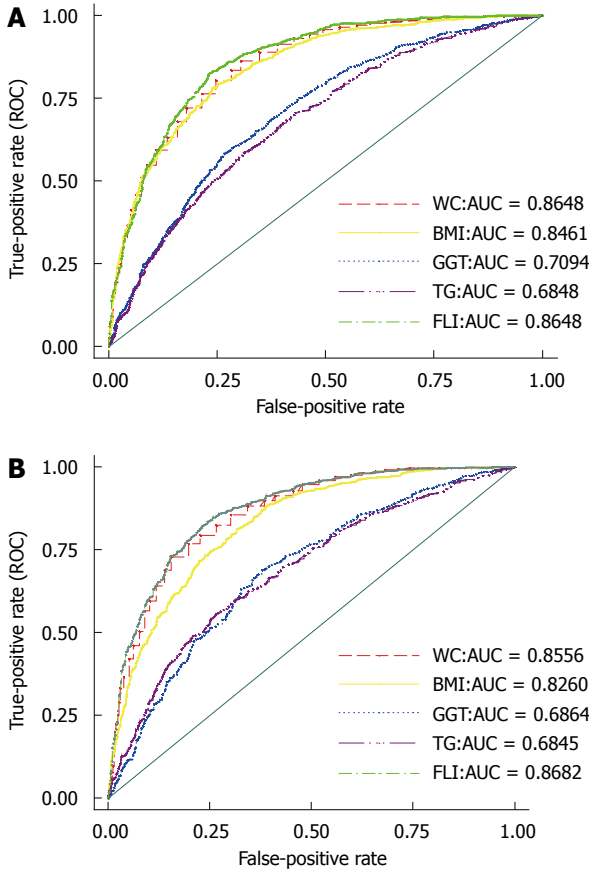 A
True-positive rate (ROC)
1.00
0.75
0.50
0.25
0.00
WC:AUC = 0.8648
BMI:AUC = 0.8461
GGT:AUC = 0.7094
TG:AUC = 0.6848
FLI:AUC = 0.8648
0.00 0.25 0.50 0.75 1.00
False-positive rate
B
True-positive rate (ROC)
1.00
0.75
0.50
0.25
0.00
WC:AUC = 0.8556
BMI:AUC = 0.8260
GGT:AUC = 0.6864
TG:AUC = 0.6845
FLI:AUC = 0.8682
0.00 0.25 0.50 0.75 1.00
False-positive rate